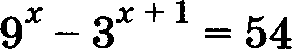 9^{x} − 3^{x + 1} = 54